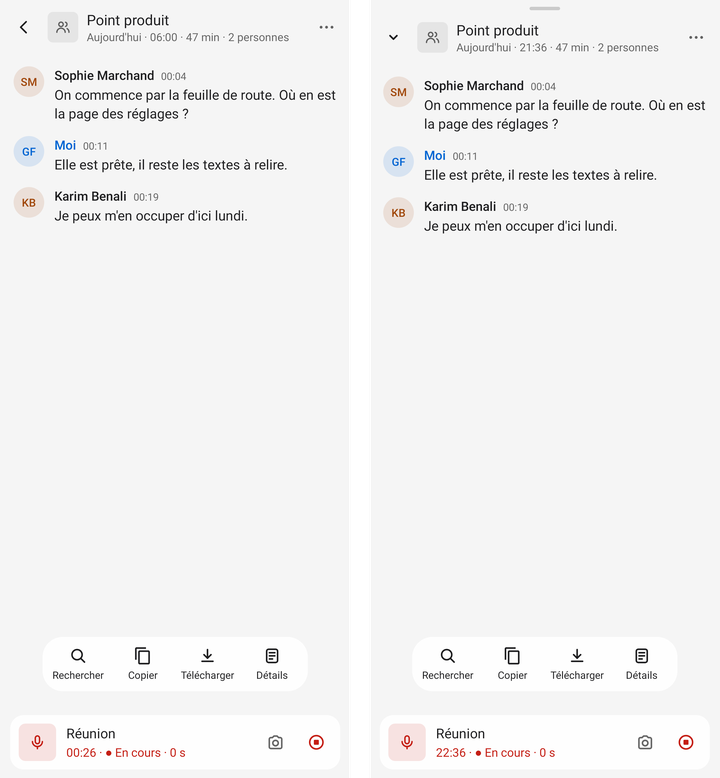 Point produit
Aujourd'hui · 06:00 · 47 min · 2 personnes
SM
Sophie Marchand 00:04
On commence par la feuille de route. Où en est
la page des réglages ?
GF
Moi 00:11
Elle est prête, il reste les textes à relire.
KB
Karim Benali 00:19
Je peux m'en occuper d'ici lundi.
Rechercher
Copier
Télécharger
Détails
Réunion
00:26 · ● En cours · 0 s
Point produit
Aujourd'hui · 21:36 · 47 min · 2 personnes
SM
Sophie Marchand 00:04
On commence par la feuille de route. Où en est
la page des réglages ?
GF
Moi 00:11
Elle est prête, il reste les textes à relire.
KB
Karim Benali 00:19
Je peux m'en occuper d'ici lundi.
Rechercher
Copier
Télécharger
Détails
Réunion
22:36 · ● En cours · 0 s